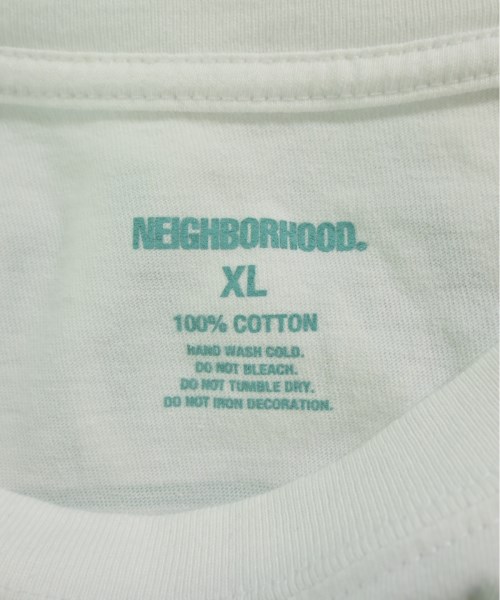 NEIGHBORHOOD.
XL
100% COTTON
HAND WASH COLD.
DO NOT BLEACH.
DO NOT TUMBLE DRY.
DO NOT IRON DECORATION.